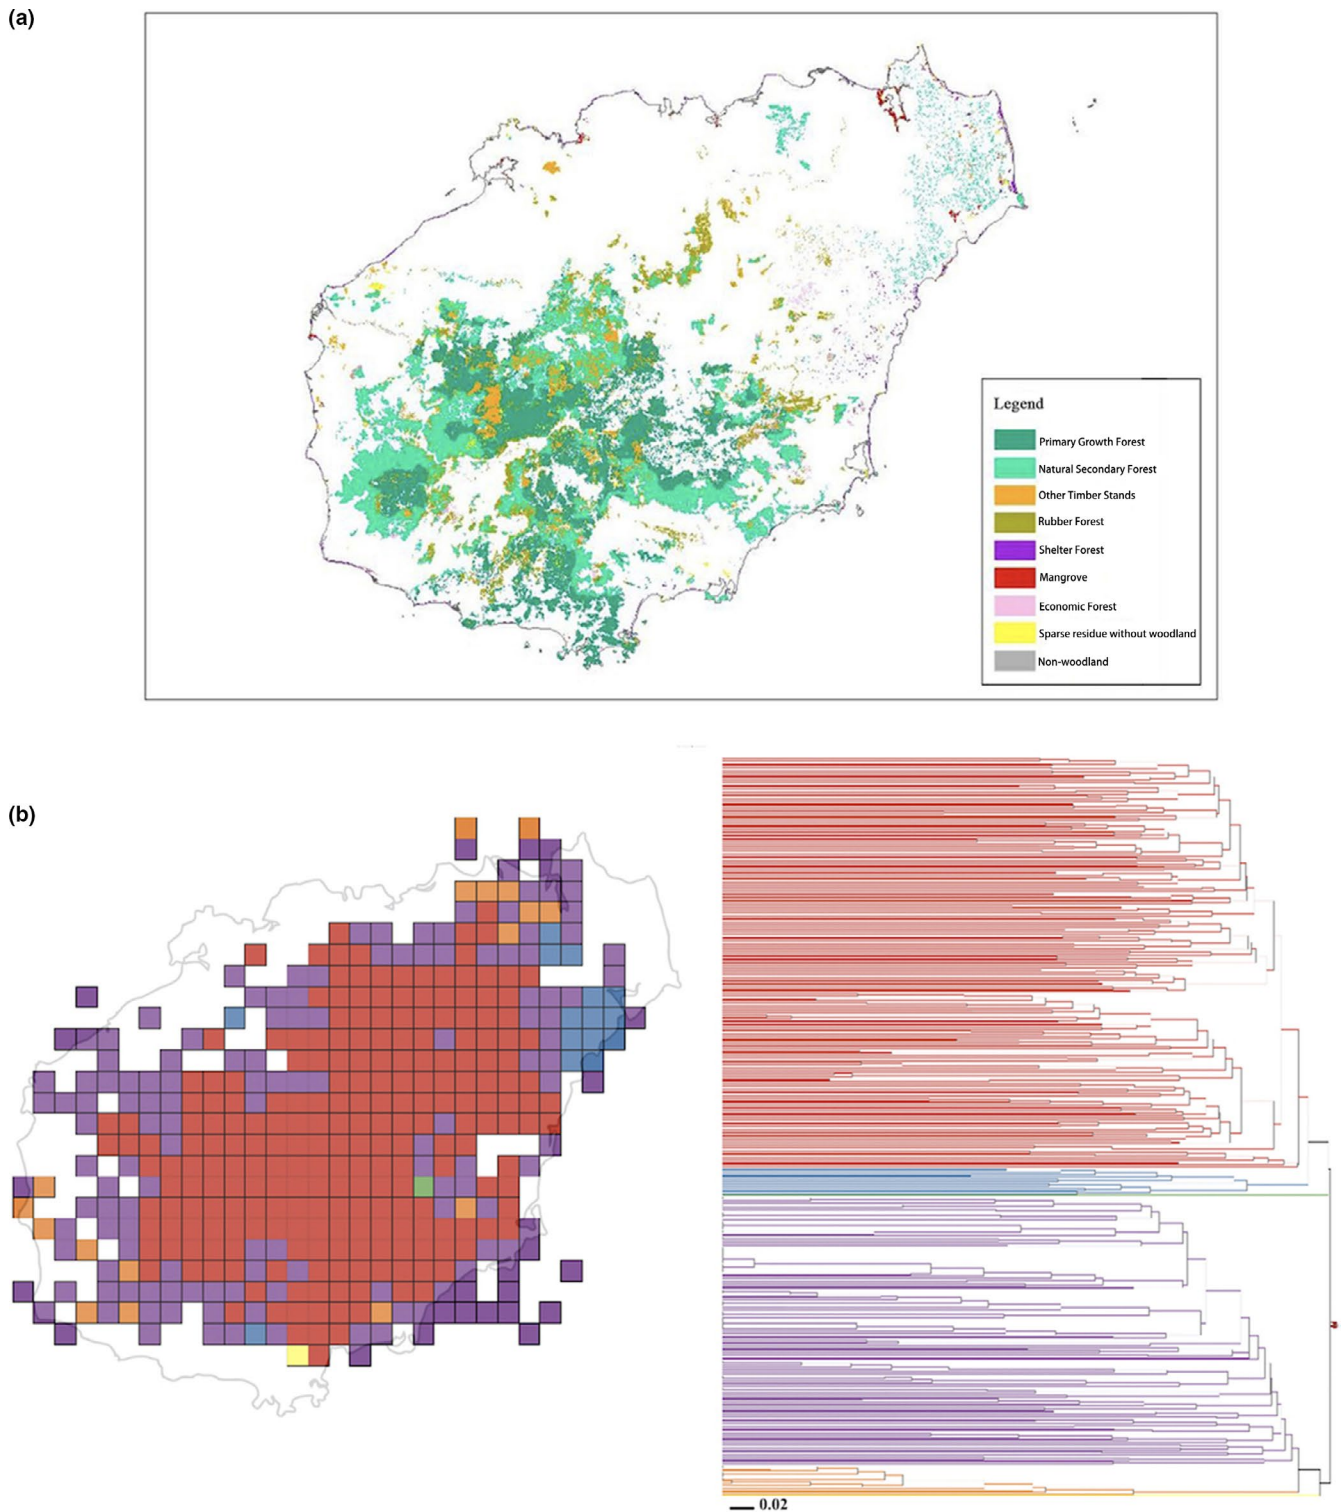 (a)
Legend
Primary Growth Forest
Natural Secondary Forest
Other Timber Stands
Rubber Forest
Shelter Forest
Mangrove
Economic Forest
Sparse residue without woodland
Non-woodland
(b)
0.02